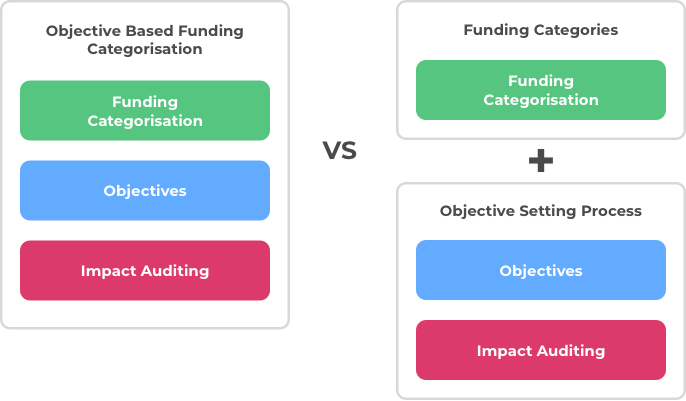 Objective Based Funding
Categorisation
Funding
Categorisation
Objectives
Impact Auditing
VS
Funding Categories
Funding
Categorisation
+
Objective Setting Process
Objectives
Impact Auditing